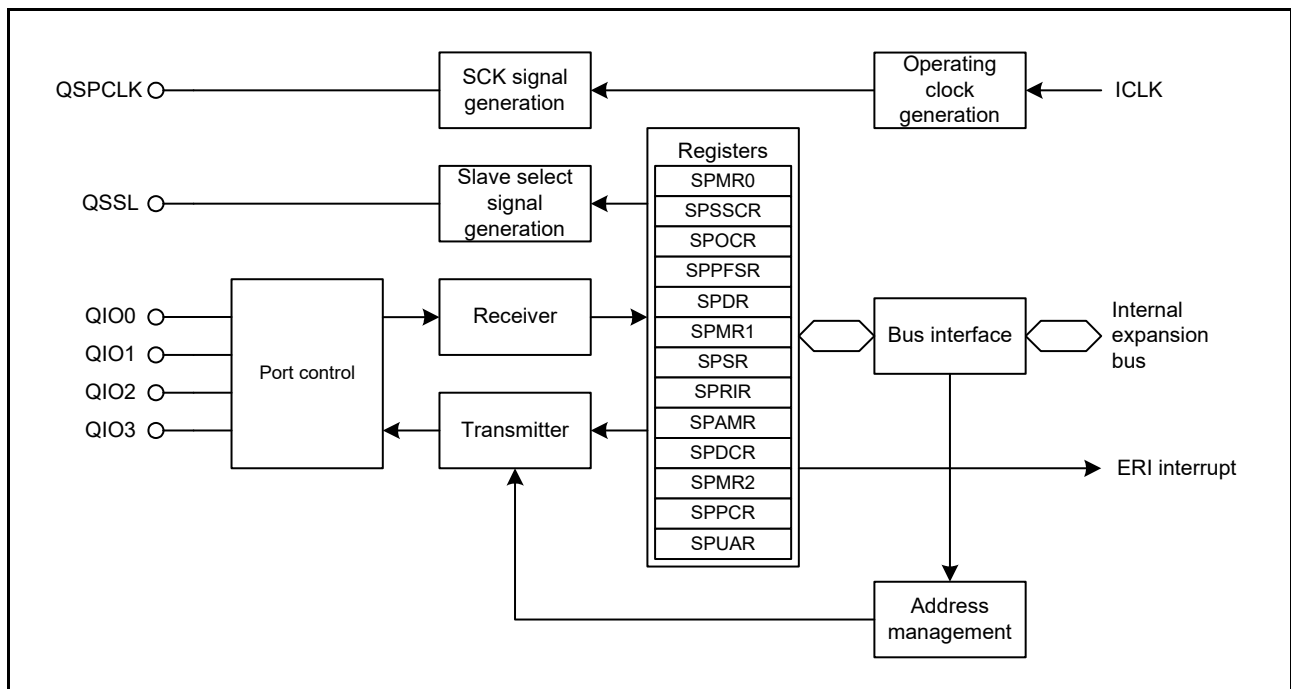 QSPCLK
SCK signal
generation
Operating
clock
generation
ICLK
QSSL
Slave select
signal
generation
Registers
SPMR0
SPSSCR
SPOCR
SPPFSR
SPDR
SPMR1
SPSR
SPRIR
SPAMR
SPDCR
SPMR2
SPPCR
SPUAR
QIO0
QIO1
QIO2
QIO3
Port control
Receiver
Transmitter
Bus interface
Internal
expansion
bus
ERI interrupt
Address
management